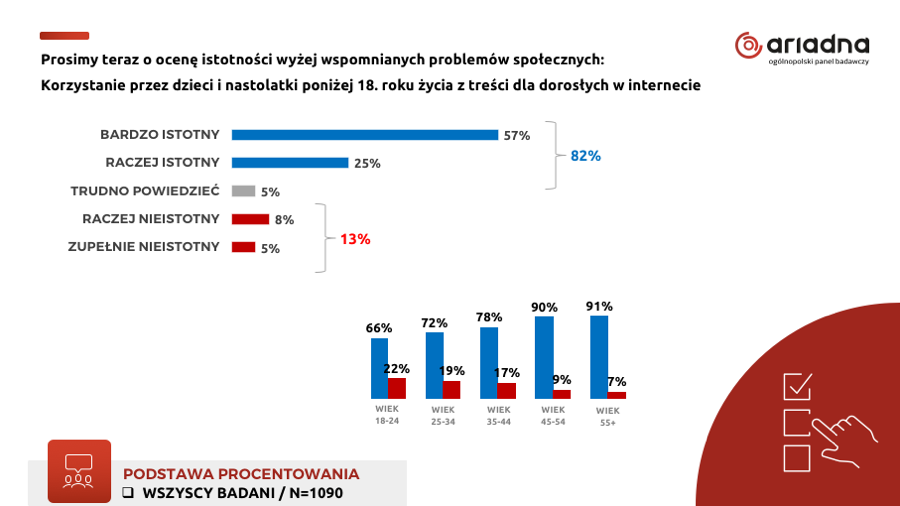 ariadna
ogólnopolski panel badawczy
Prosimy teraz o ocenę istotności wyżej wspomnianych problemów społecznych:
Korzystanie przez dzieci i nastolatki poniżej 18. roku życia z treści dla dorosłych w internecie
BARDZO ISTOTNY 57%
RACZEJ ISTOTNY 25%
82%
TRUDNO POWIEDZIEĆ 5%
RACZEJ NIEISTOTNY 8%
13%
ZUPEŁNIE NIEISTOTNY 5%
66% 72% 78% 90% 91%
22% 19% 17% 9% 7%
WIEK WIEK WIEK WIEK WIEK
18-24 25-34 35-44 45-54 55+
PODSTAWA PROCENTOWANIA
WSZYSCY BADANI / N=1090